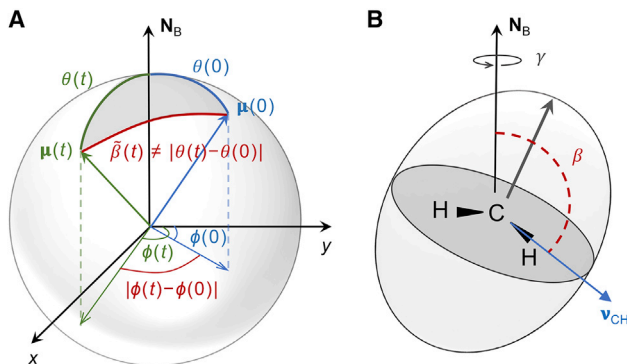 A
N_B
θ(t)
θ(0)
μ(0)
μ(t)
β̃(t) ≠ |θ(t)–θ(0)|
ϕ(0)
ϕ(t)
y
|ϕ(t)–ϕ(0)|
x
B
N_B
γ
β
H C
H
ν_CH